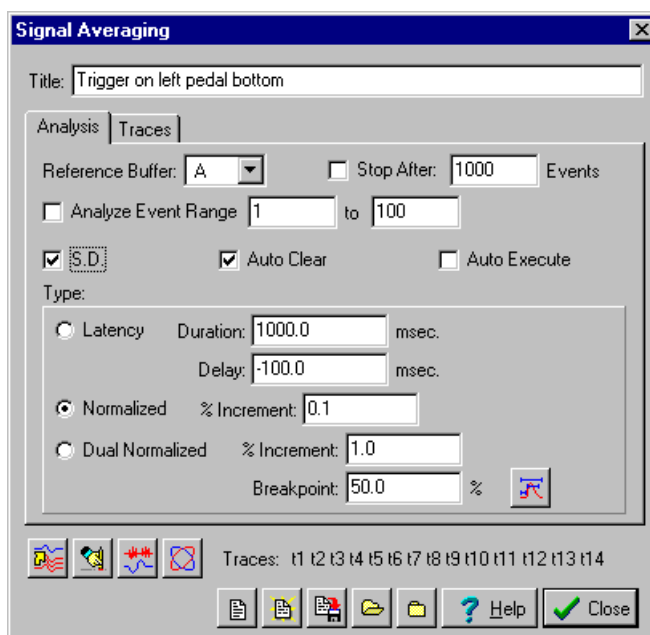 Signal Averaging
Title: Trigger on left pedal bottom
Analysis Traces
Reference Buffer: A Stop After: 1000 Events
Analyze Event Range 1 to 100
S.D. Auto Clear Auto Execute
Type:
Latency Duration: 1000.0 msec.
Delay: -100.0 msec.
Normalized % Increment: 0.1
Dual Normalized % Increment: 1.0
Breakpoint: 50.0 %
Traces: t1 t2 t3 t4 t5 t6 t7 t8 t9 t10 t11 t12 t13 t14
? Help Close